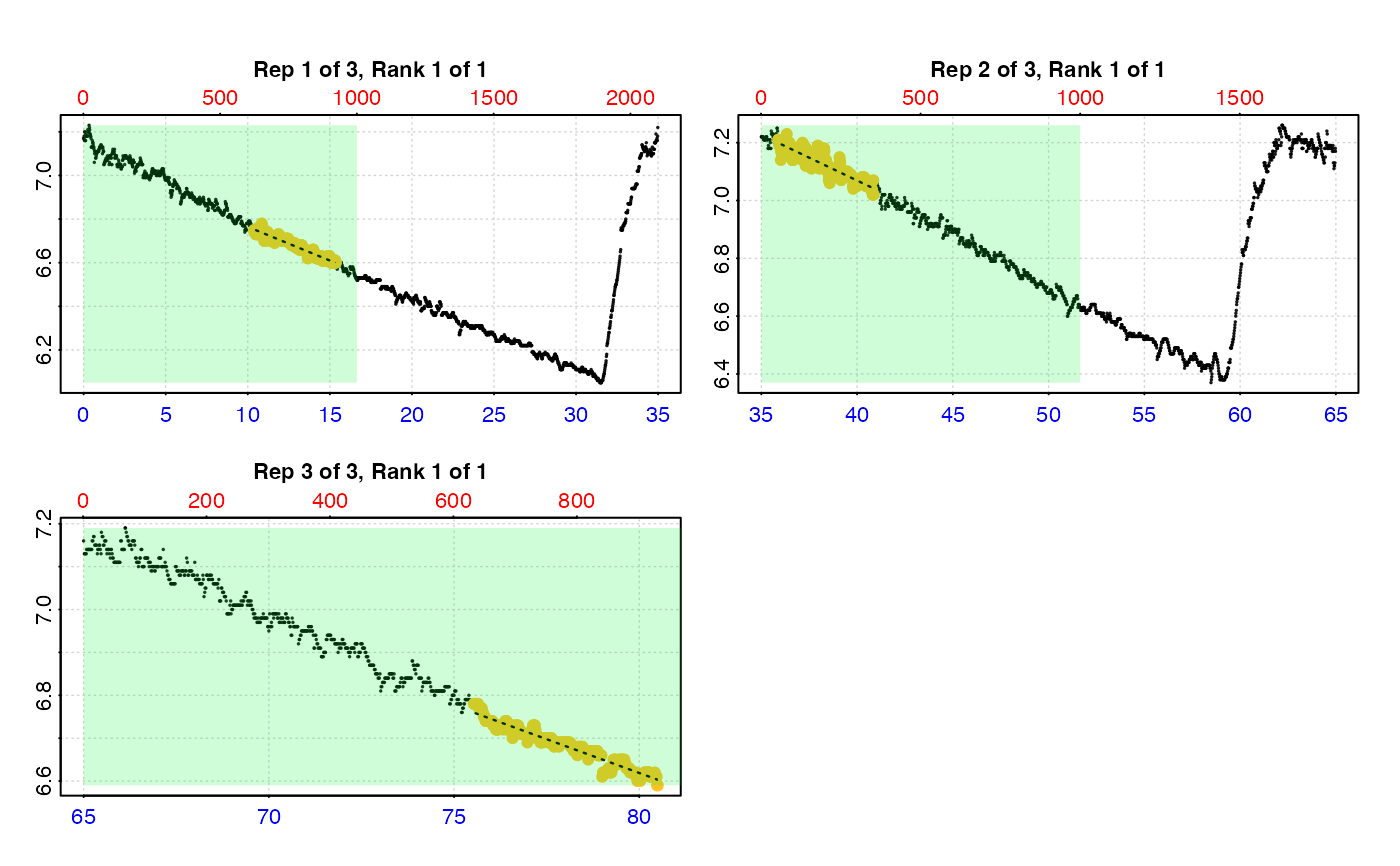 Rep 1 of 3, Rank 1 of 1
0 500 1000 1500 2000
7.0
6.6
6.2
0 5 10 15 20 25 30 35
Rep 2 of 3, Rank 1 of 1
0 500 1000 1500
7.2
7.0
6.8
6.6
6.4
35 40 45 50 55 60 65
Rep 3 of 3, Rank 1 of 1
0 200 400 600 800
7.2
7.0
6.8
6.6
65 70 75 80